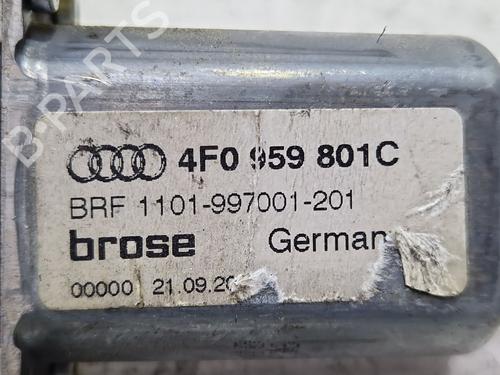 4F0 959 801C
BRF 1101-997001-201
brose German
00000 21.09.20
B-PARTS